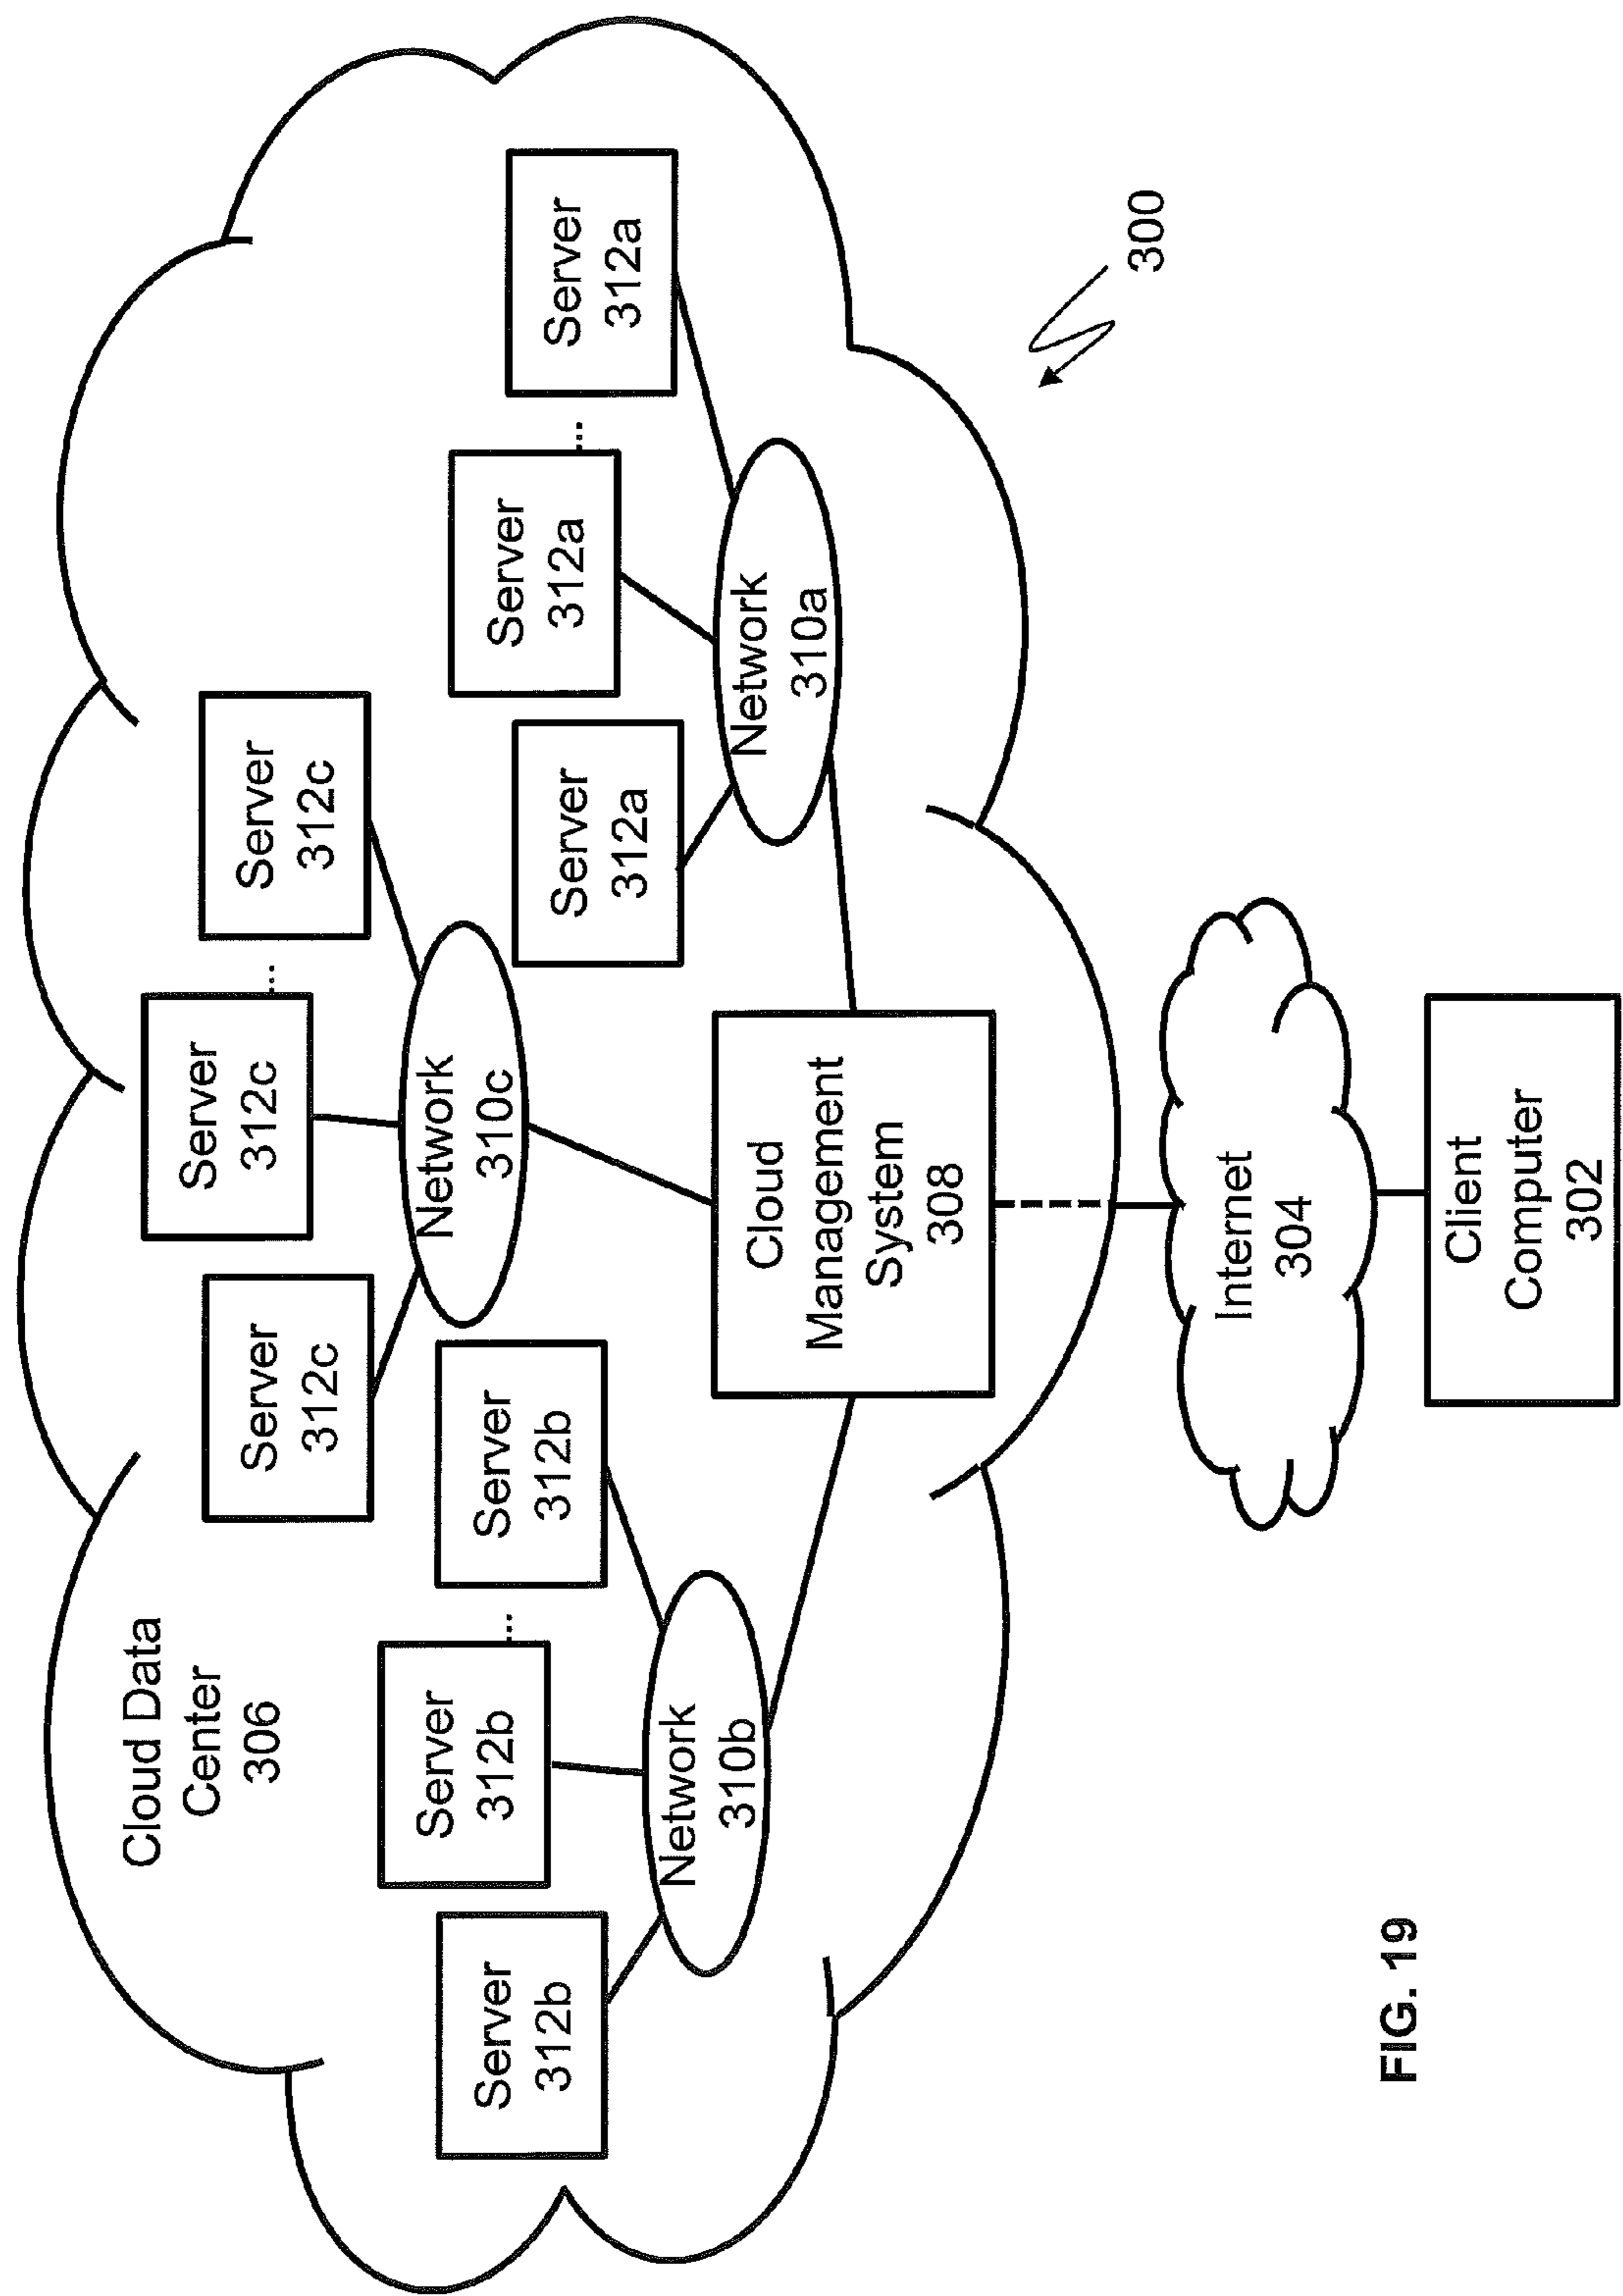 Cloud Data
Center
306
Server
312c
Server
312c
...
Server
312c
Server
312b
Server
312b
...
Server
312b
Network
310c
Server
312a
Server
312a
...
Server
312a
Network
310b
Network
310a
Cloud
Management
System
308
300
Internet
304
Client
Computer
302
FIG. 19